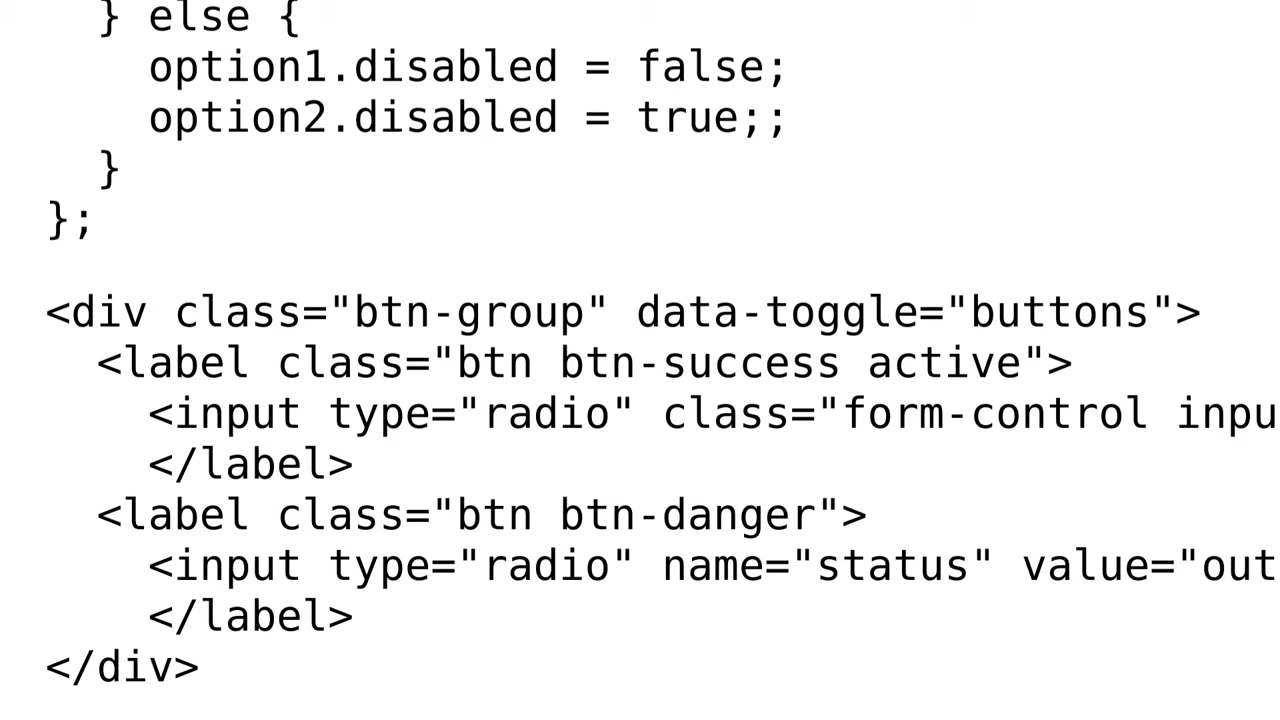 } else {
option1.disabled = false;
option2.disabled = true;;
}
};
<div class="btn-group" data-toggle="buttons">
<label class="btn btn-success active">
<input type="radio" class="form-control inpu
</label>
<label class="btn btn-danger">
<input type="radio" name="status" value="out
</label>
</div>